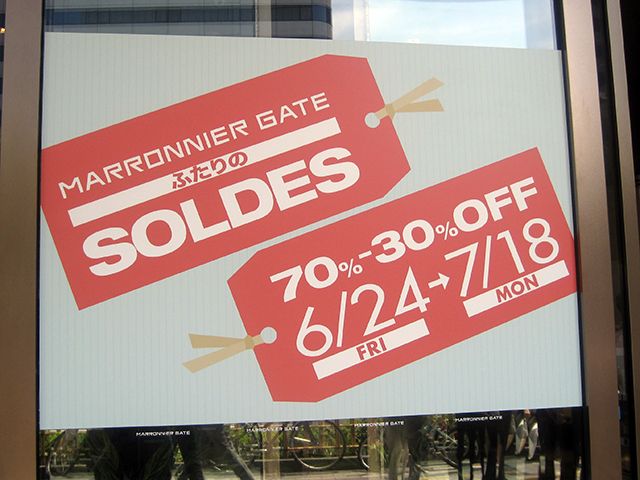 MARRONNIER GATE
ふたりの
SOLDES
70%-30%OFF
6/24→7/18
FRI MON
MARRONNIER GATE MARRONNIER GATE MARRONNIER GATE MARRONNIER GATE